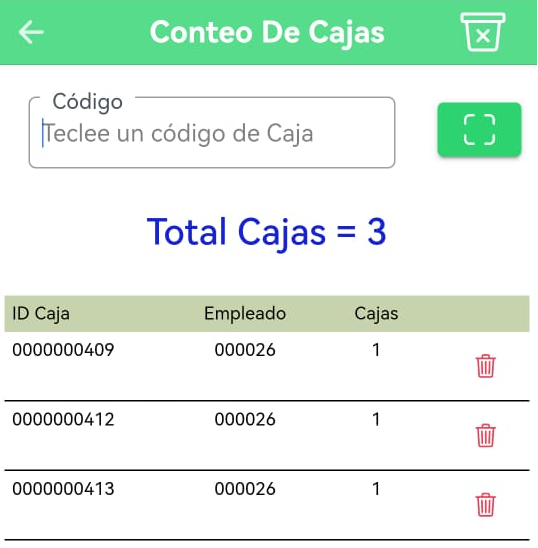 Conteo De Cajas
Código
Teclee un código de Caja
Total Cajas = 3
ID Caja Empleado Cajas
0000000409 000026 1
0000000412 000026 1
0000000413 000026 1